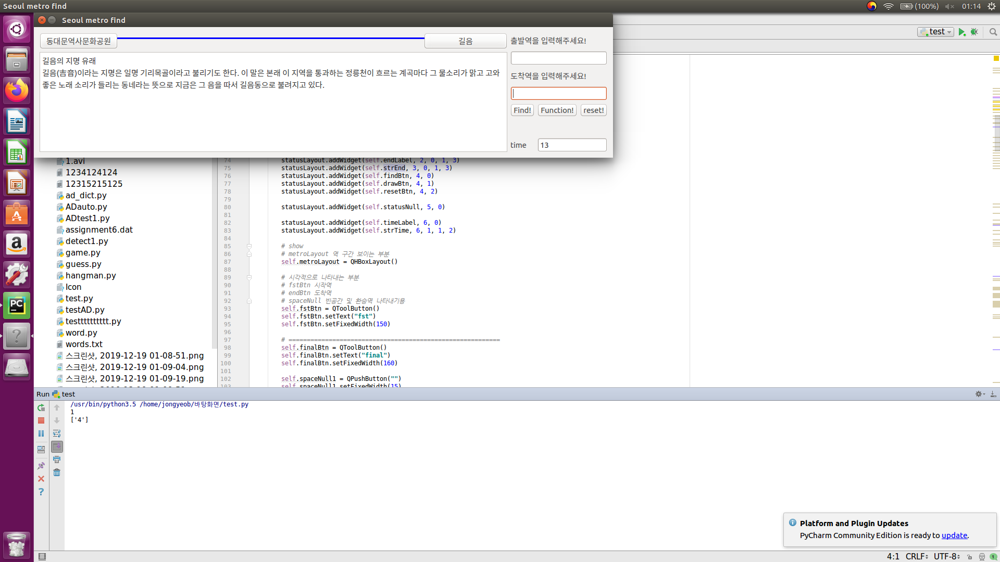 Seoul metro find
(100%)
01:14
Seoul metro find
동대문역사문화공원
길음
출발역을 입력해주세요!
길음의 지명 유래
길음(吉音)이라는 지명은 일명 기리목골이라고 불리기도 한다. 이 말은 본래 이 지역을 통과하는 정릉천이 흐르는 계곡마다 그 물소리가 맑고 고와
좋은 노래 소리가 들리는 동네라는 뜻으로 지금은 그 음을 따서 길음동으로 불려지고 있다.
도착역을 입력해주세요!
Find!
Function!
reset!
time
13
test
1.avi
1234124124
12315215125
ad_dict.py
ADauto.py
ADtest1.py
assignment6.dat
detect1.py
game.py
guess.py
hangman.py
Icon
test.py
testAD.py
testttttttttt.py
word.py
words.txt
스크린샷, 2019-12-19 01-08-51.png
스크린샷, 2019-12-19 01-09-04.png
스크린샷, 2019-12-19 01-09-19.png
74 statusLayout.addWidget(self.endLabel, 2, 0, 1, 3)
75 statusLayout.addWidget(self.strEnd, 3, 0, 1, 3)
76 statusLayout.addWidget(self.findBtn, 4, 0)
77 statusLayout.addWidget(self.drawBtn, 4, 1)
78 statusLayout.addWidget(self.resetBtn, 4, 2)
79
80 statusLayout.addWidget(self.statusNull, 5, 0)
81
82 statusLayout.addWidget(self.timeLabel, 6, 0)
83 statusLayout.addWidget(self.strTime, 6, 1, 1, 2)
84
85 # show
86 # metroLayout 역 구간 보이는 부분
87 self.metroLayout = QHBoxLayout()
88
89 # 시각적으로 나타내는 부분
90 # fstBtn 시작역
91 # endBtn 도착역
92 # spaceNull 빈공간 및 환승역 나타내기용
93 self.fstBtn = QToolButton()
94 self.fstBtn.setText("fst")
95 self.fstBtn.setFixedWidth(150)
96
97 # ==========================================================
98 self.finalBtn = QToolButton()
99 self.finalBtn.setText("final")
100 self.finalBtn.setFixedWidth(160)
101
102 self.spaceNull1 = QPushButton("")
103 self.spaceNull1.setFixedWidth(15)
Run test
/usr/bin/python3.5 /home/jongyeob/바탕화면/test.py
1
['4']
Platform and Plugin Updates
PyCharm Community Edition is ready to update.
4:1 CRLF UTF-8 1